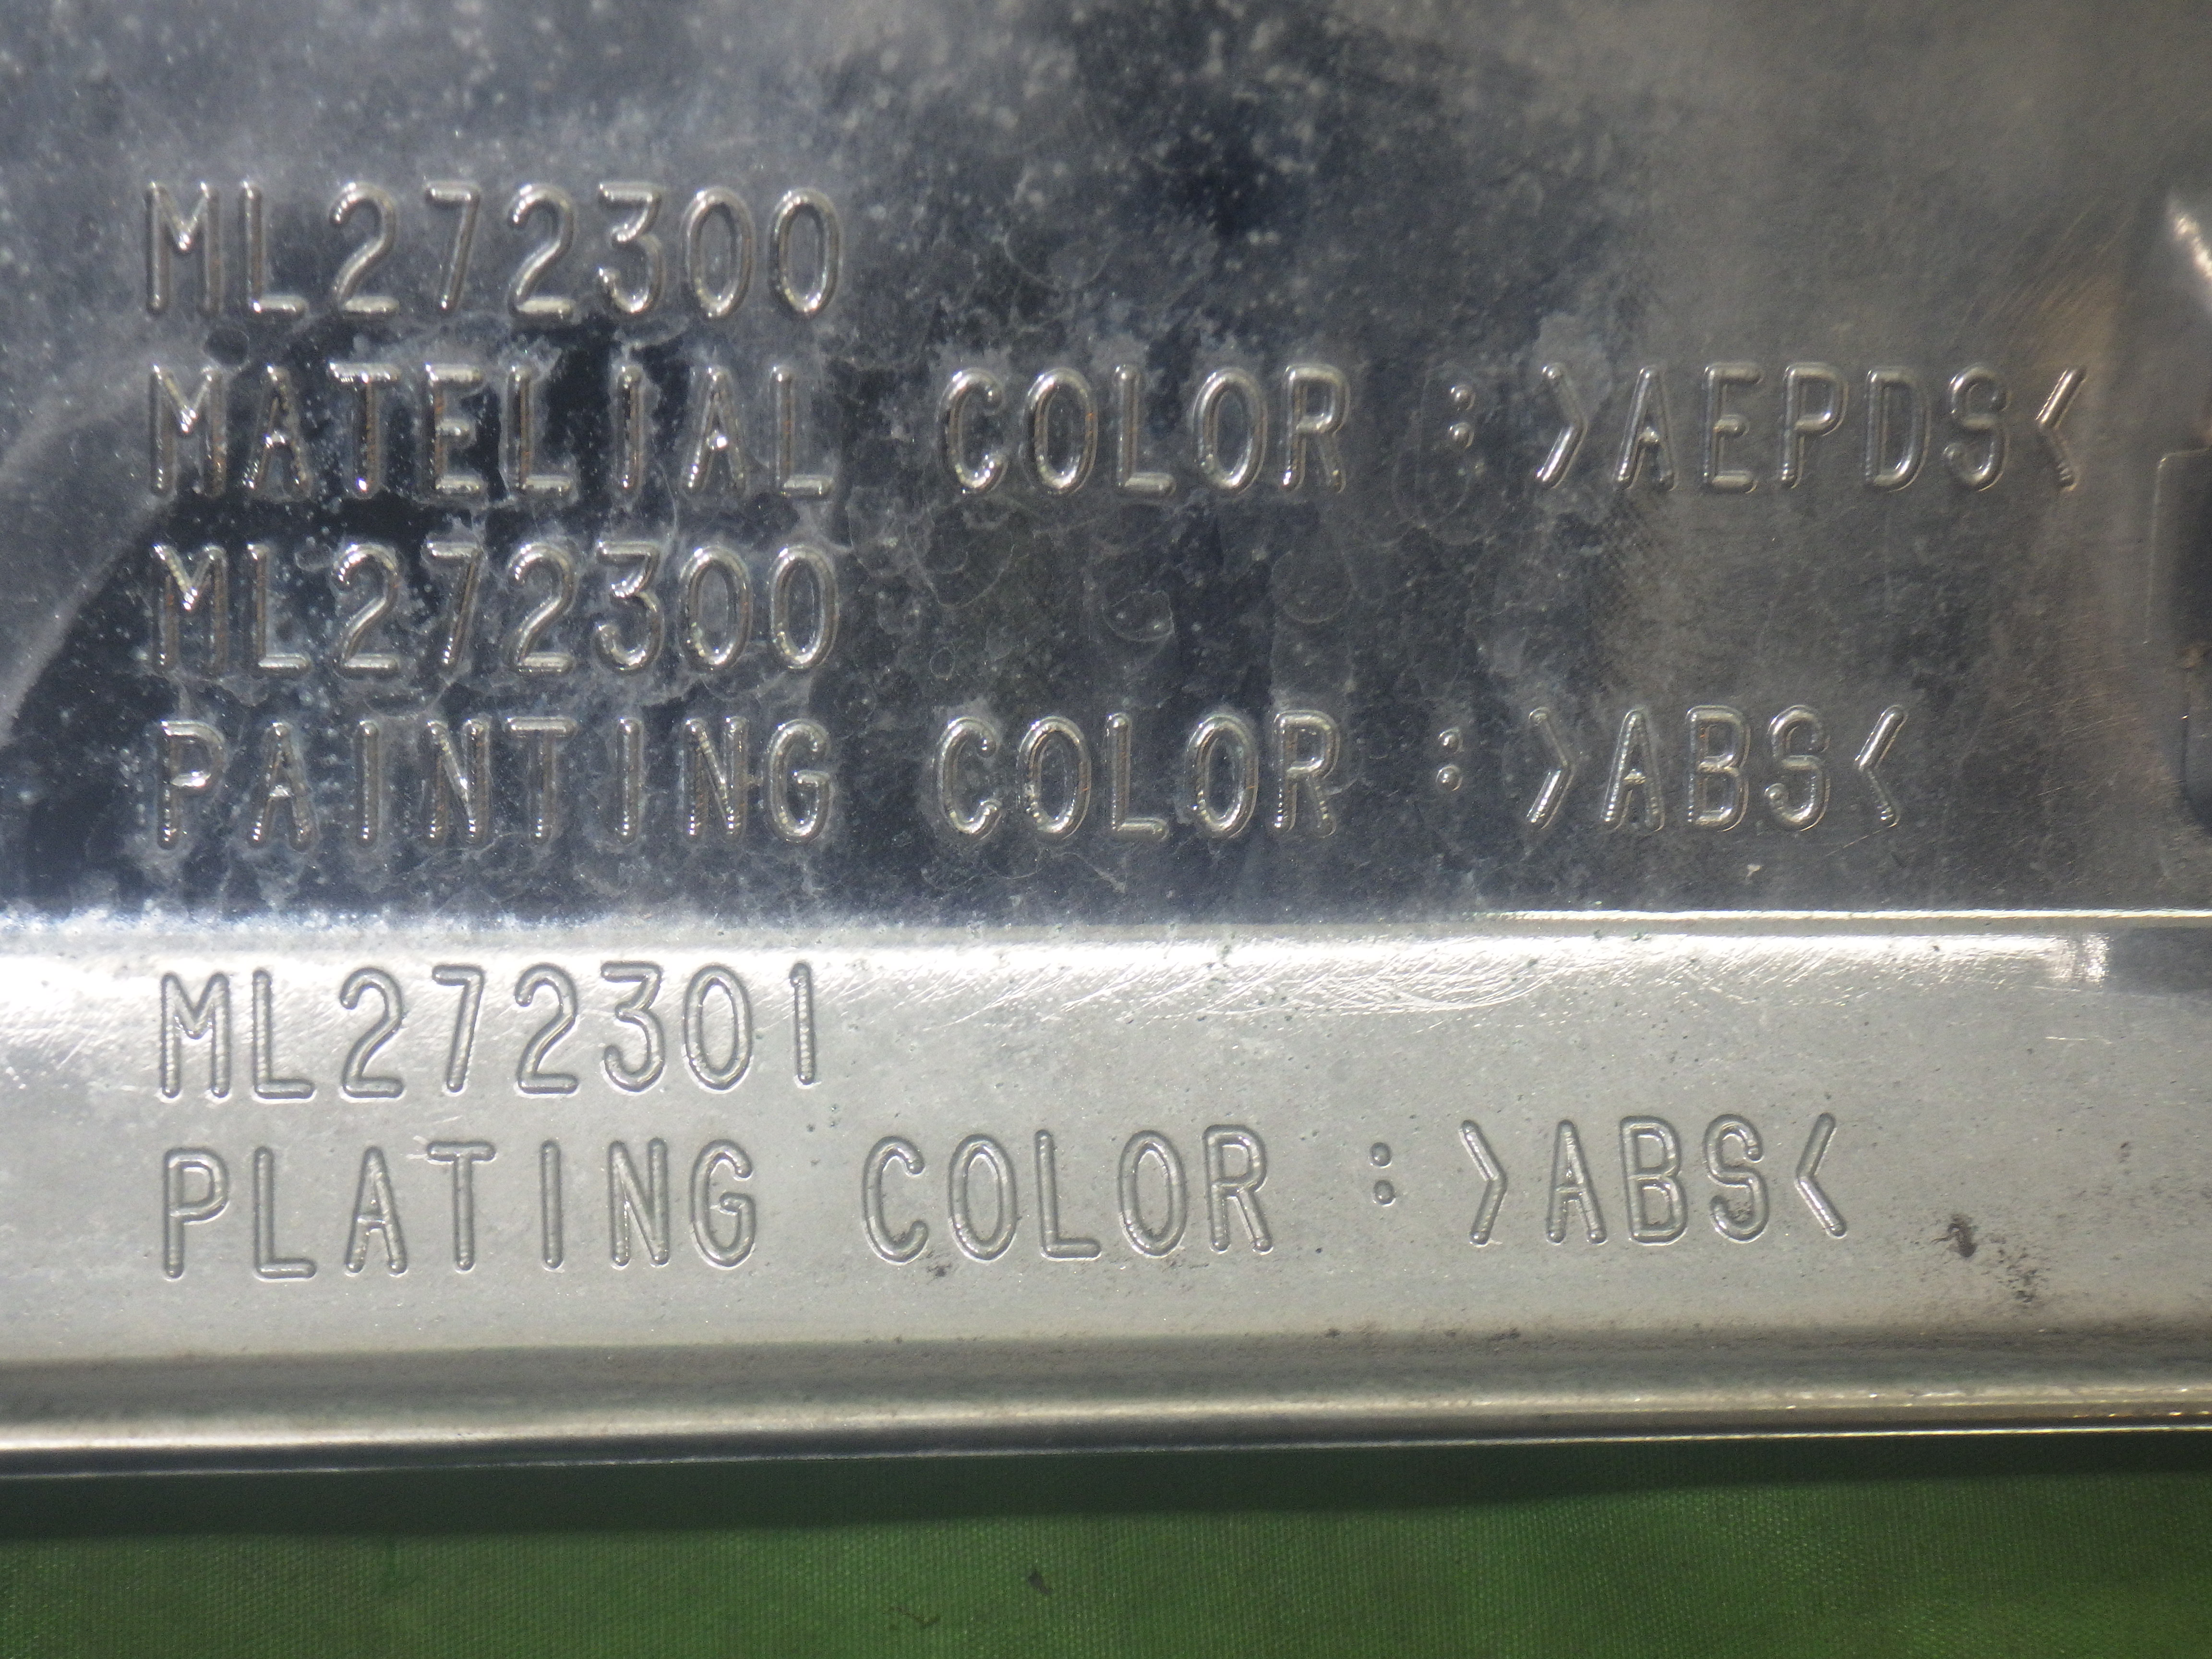 ML272300
MATELIAL COLOR :>AEPDS<
ML272300
PAINTING COLOR :>ABS<
ML272301
PLATING COLOR :>ABS<